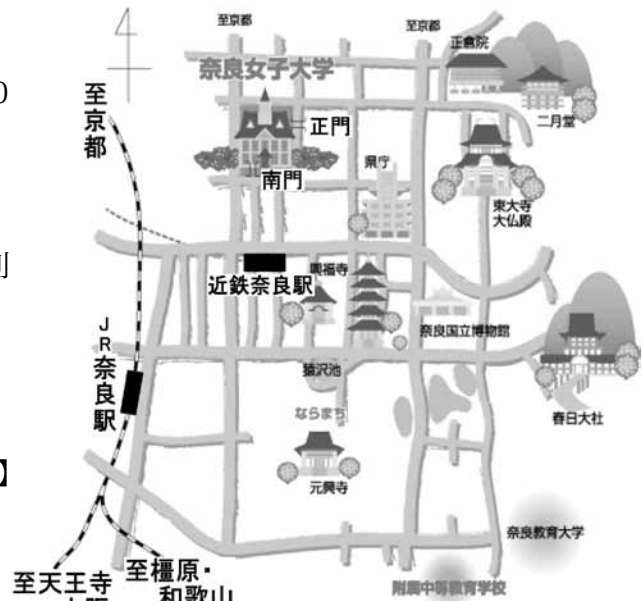 至京都
至京都
正倉院
奈良女子大学
二月堂
至京都
正門
南門
県庁
東大寺
大仏殿
近鉄奈良駅
興福寺
奈良国立博物館
JR奈良駅
猿沢池
ならまち
春日大社
元興寺
】
奈良教育大学
至天王寺
至橿原・
和歌山
附属中等教育学校